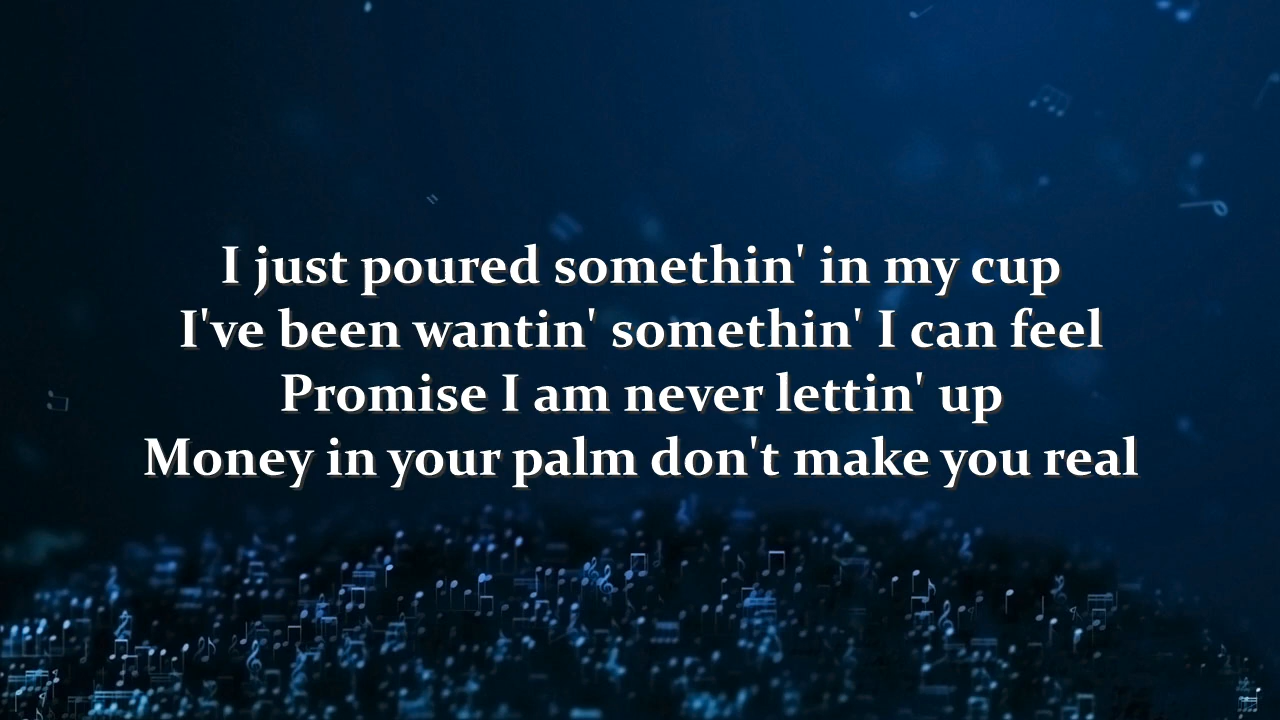 I just poured somethin' in my cup
I've been wantin' somethin' I can feel
Promise I am never lettin' up
Money in your palm don't make you real